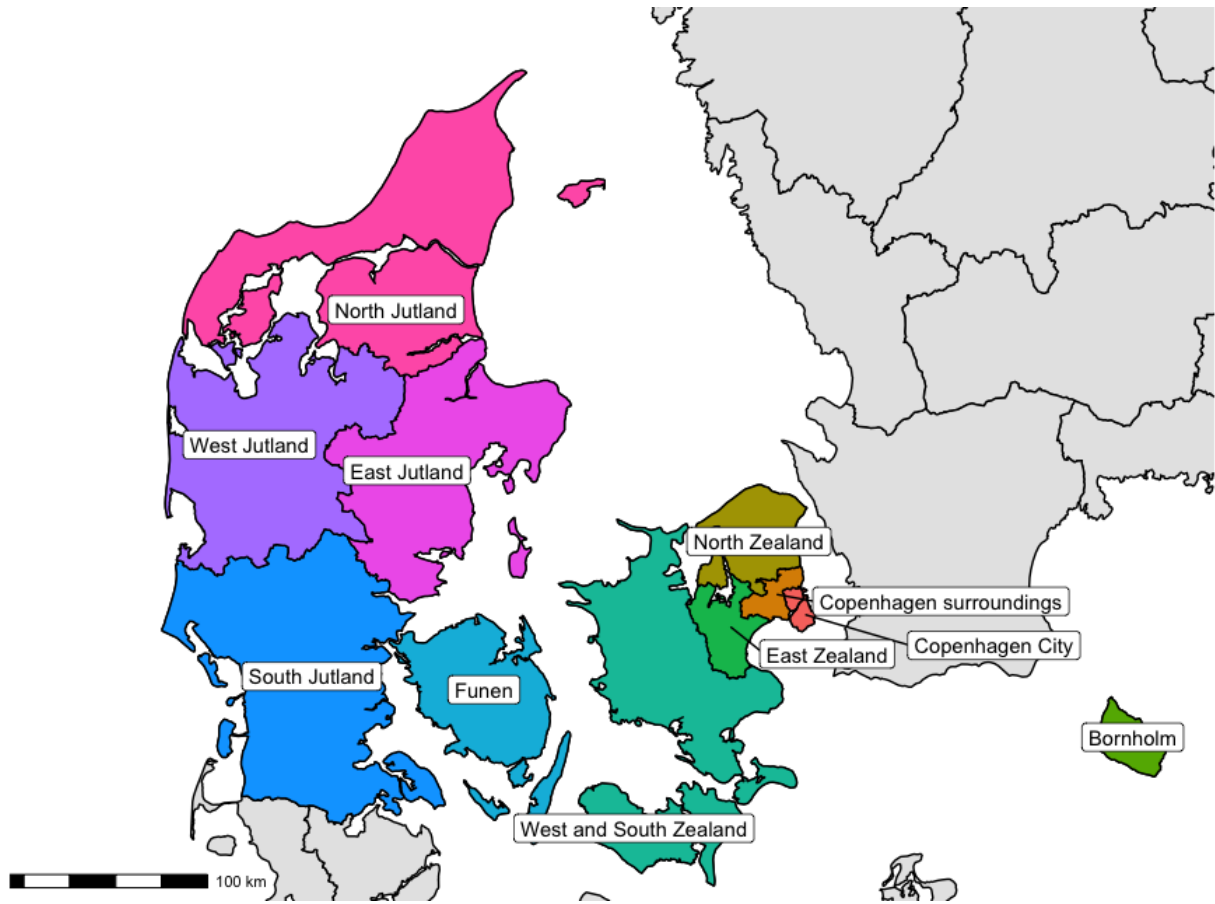 North Jutland
West Jutland
East Jutland
North Zealand
Copenhagen surroundings
Copenhagen City
East Zealand
South Jutland
Funen
Bornholm
West and South Zealand
100 km